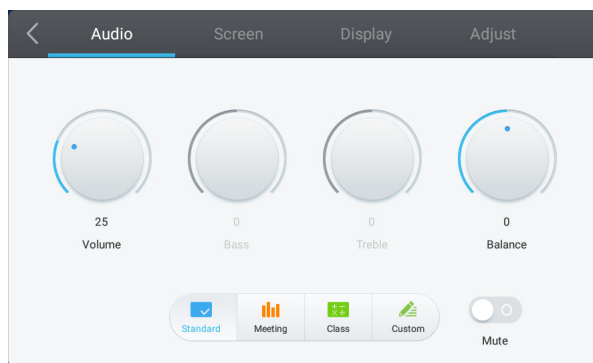 Audio Screen Display Adjust
25 0 0 0
Volume Bass Treble Balance
Standard Meeting Class Custom
Mute